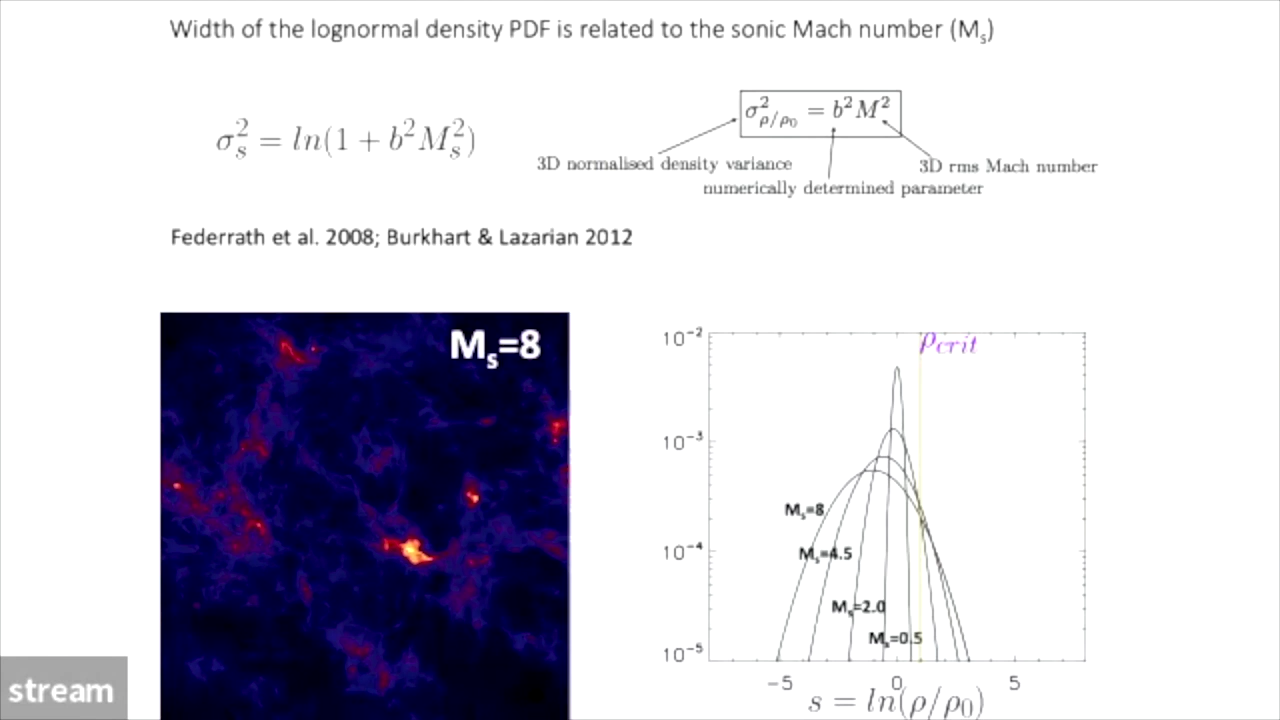 Width of the lognormal density PDF is related to the sonic Mach number (Mₛ)
σ²ₛ = ln(1 + b²M²ₛ)
σ²_ρ/ρ₀ = b²M²
3D normalised density variance
3D rms Mach number
numerically determined parameter
Federrath et al. 2008; Burkhart & Lazarian 2012
Mₛ=8
10⁻²
ρcrit
10⁻³
Mₛ=8
Mₛ=4.5
10⁻⁴
Mₛ=2.0
Mₛ=0.5
10⁻⁵
−5 0 5
s = ln(ρ/ρ₀)
stream